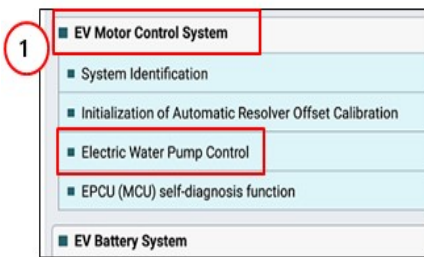 1
EV Motor Control System
System Identification
Initialization of Automatic Resolver Offset Calibration
Electric Water Pump Control
EPCU (MCU) self-diagnosis function
EV Battery System